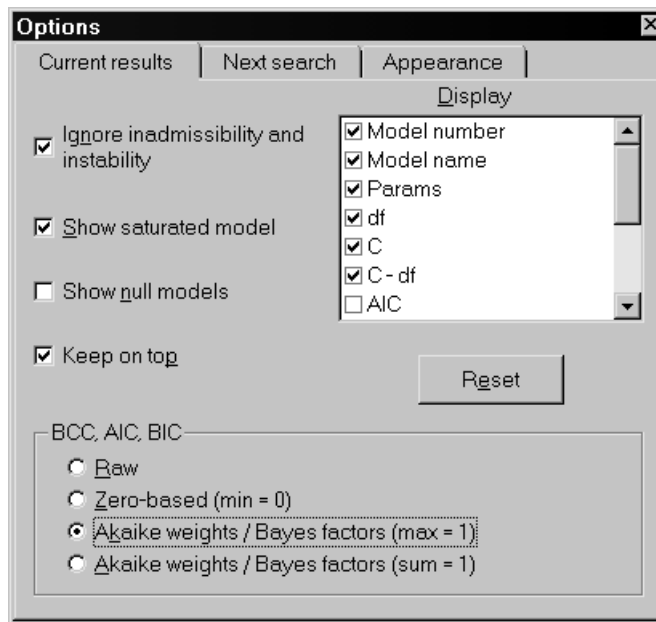 Options
Current results
Next search
Appearance
Display
Ignore inadmissibility and
instability
Show saturated model
Show null models
Keep on top
Model number
Model name
Params
df
C
C - df
AIC
Reset
BCC, AIC, BIC
Raw
Zero-based (min = 0)
Akaike weights / Bayes factors (max = 1)
Akaike weights / Bayes factors (sum = 1)